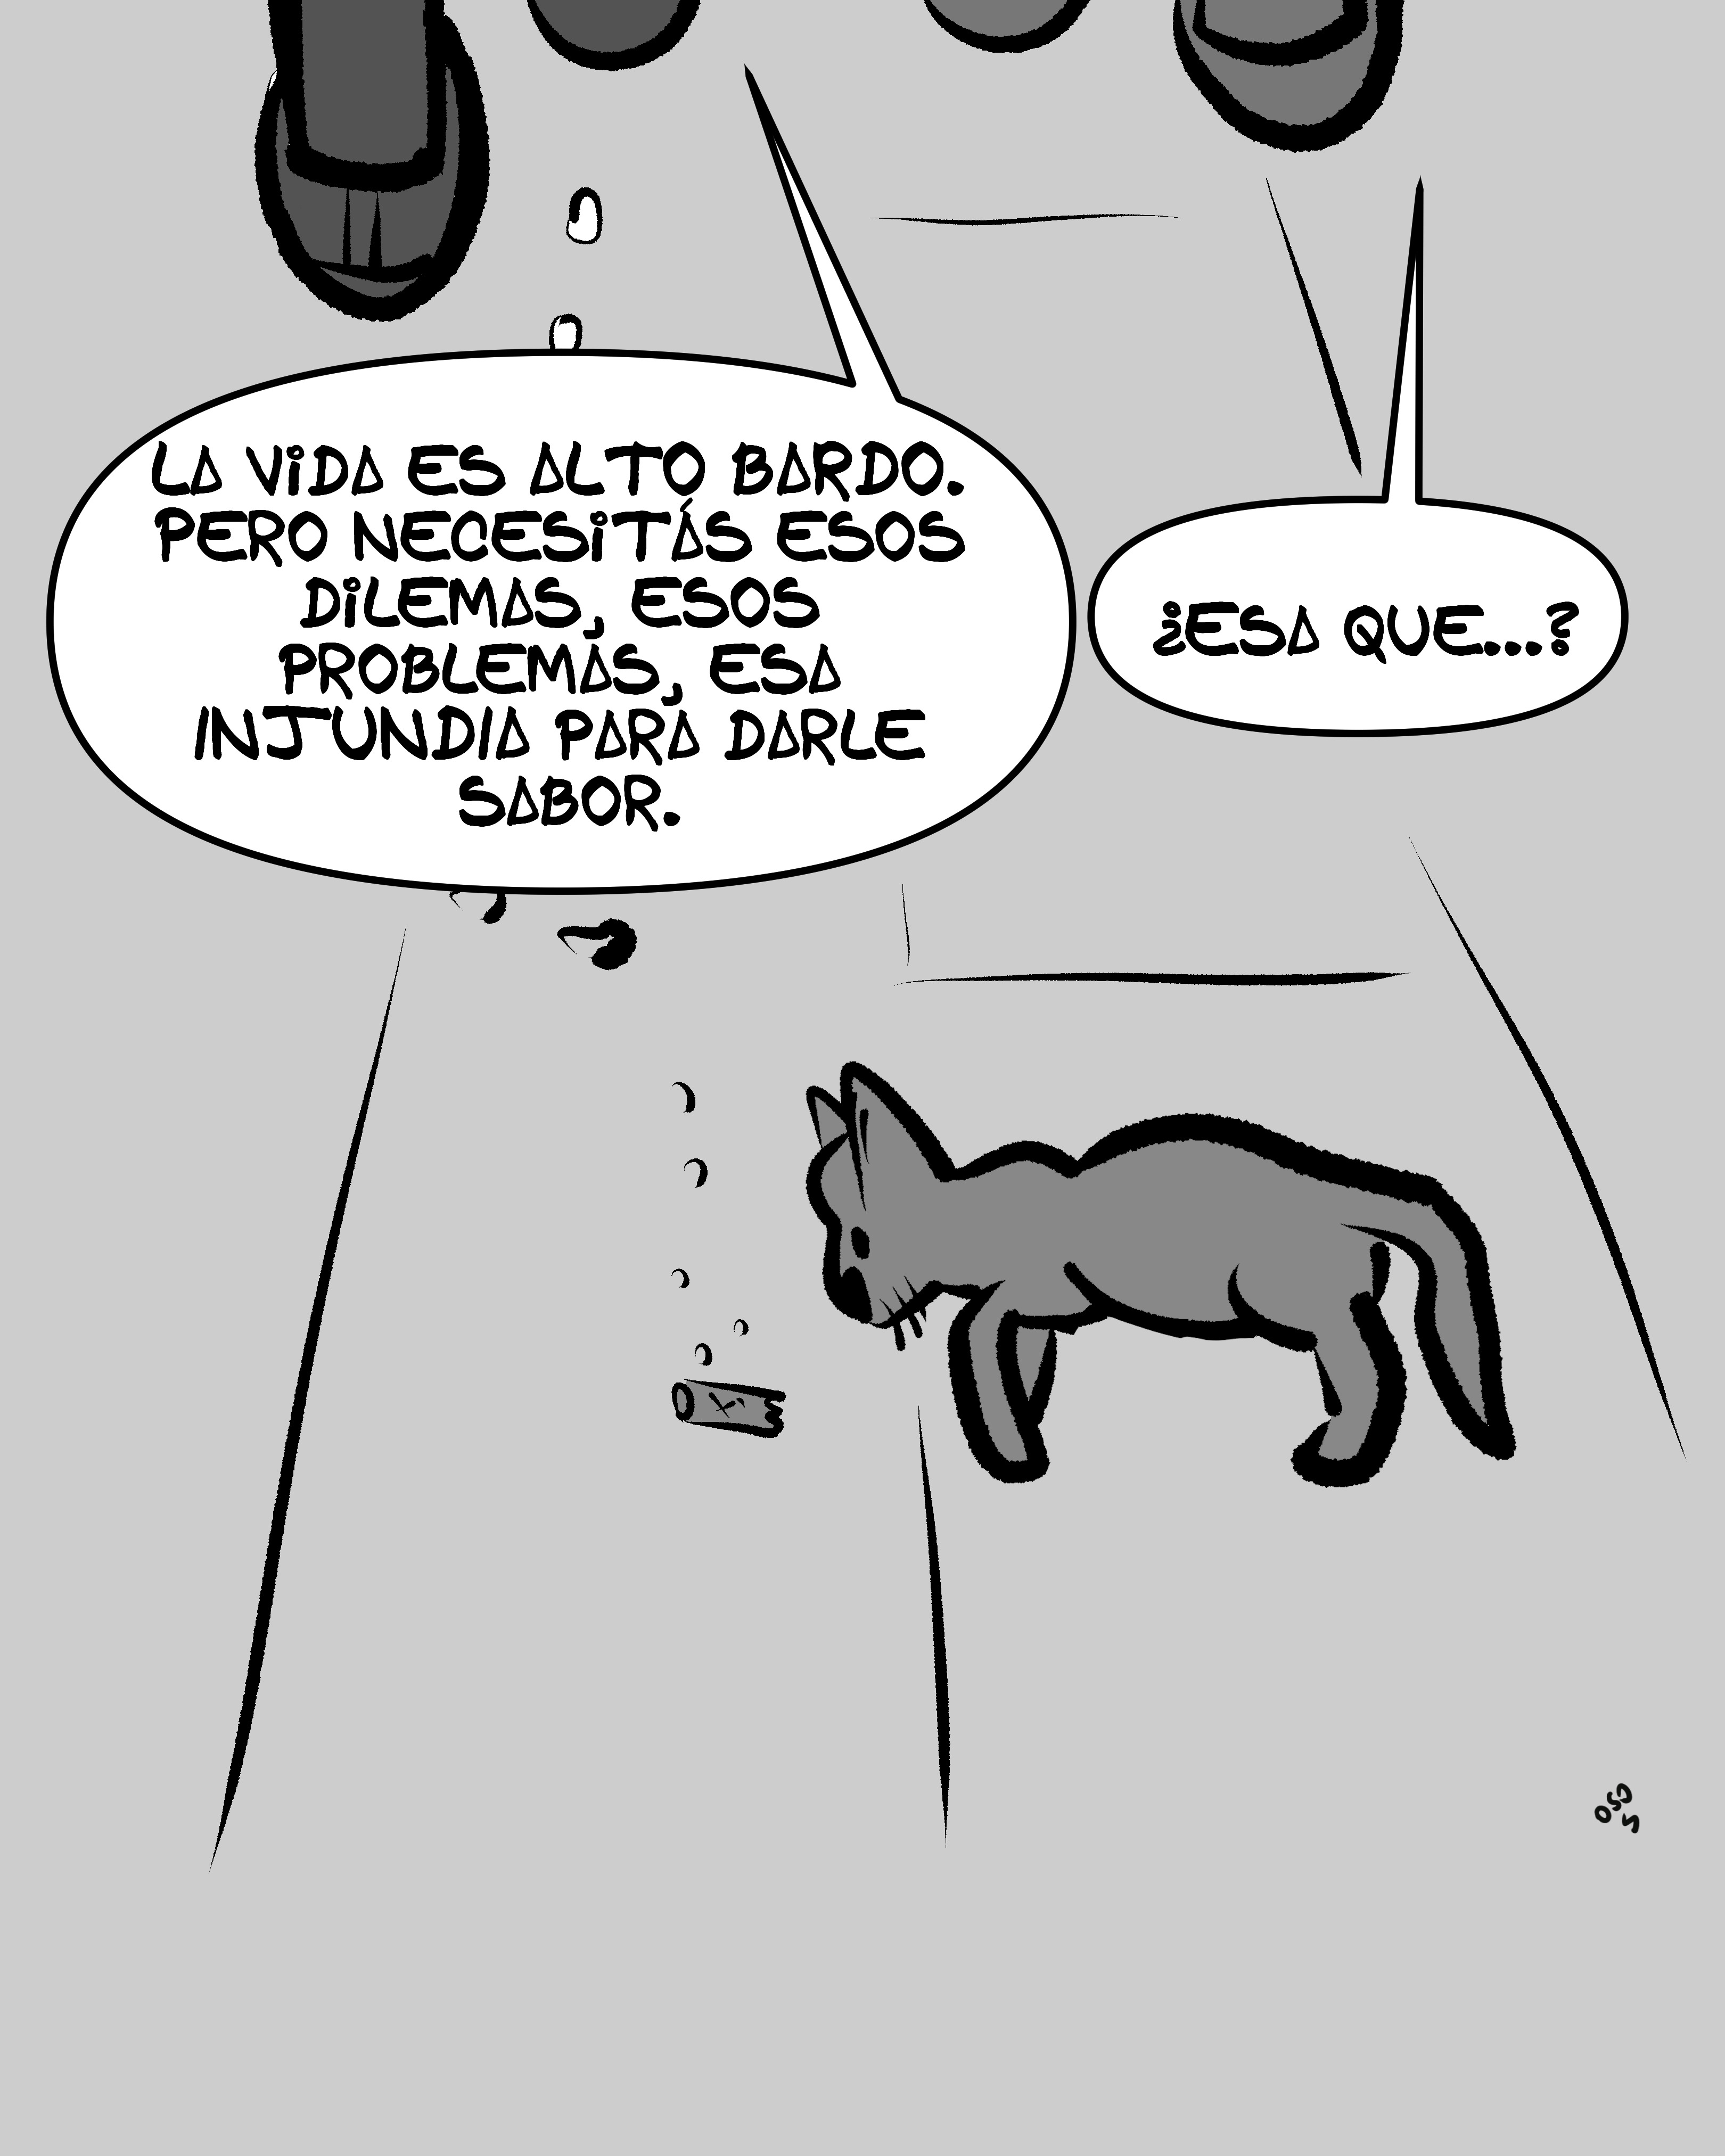 LA VIDA ES ALTO BARDO.
PERO NECESITÁS ESOS
DILEMAS, ESOS
PROBLEMAS, ESA
INJUNDIA PARA DARLE
SABOR.
¿ESA QUE...?